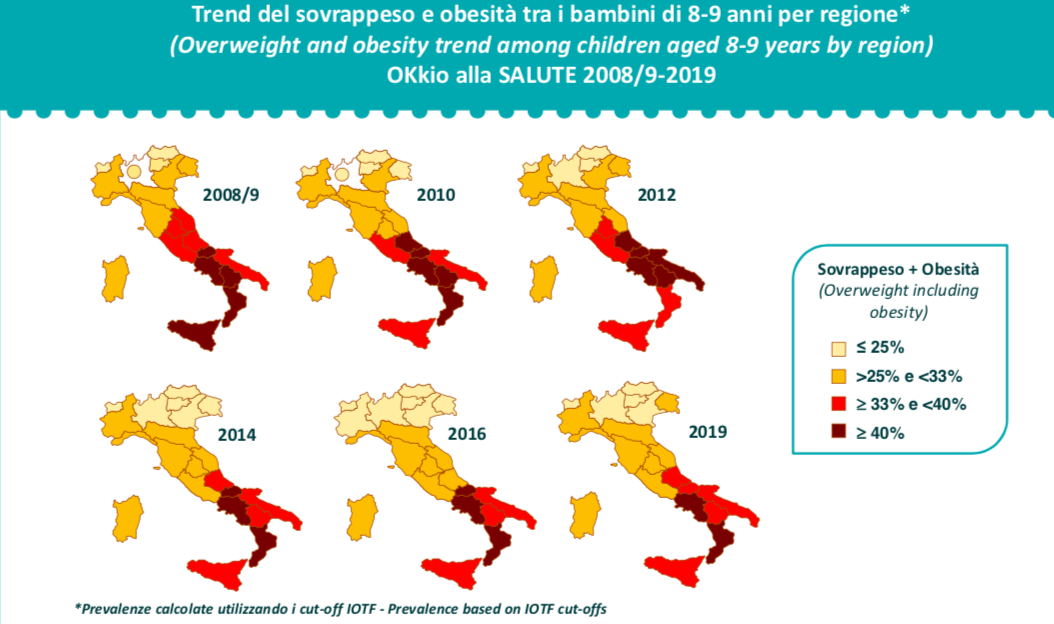 Trend del sovrappeso e obesità tra i bambini di 8-9 anni per regione*
(Overweight and obesity trend among children aged 8-9 years by region)
OKkio alla SALUTE 2008/9-2019
2008/9
2010
2012
2014
2016
2019
Sovrappeso + Obesità
(Overweight including
obesity)
≤ 25%
>25% e <33%
≥ 33% e <40%
≥ 40%
*Prevalenze calcolate utilizzando i cut-off IOTF - Prevalence based on IOTF cut-offs